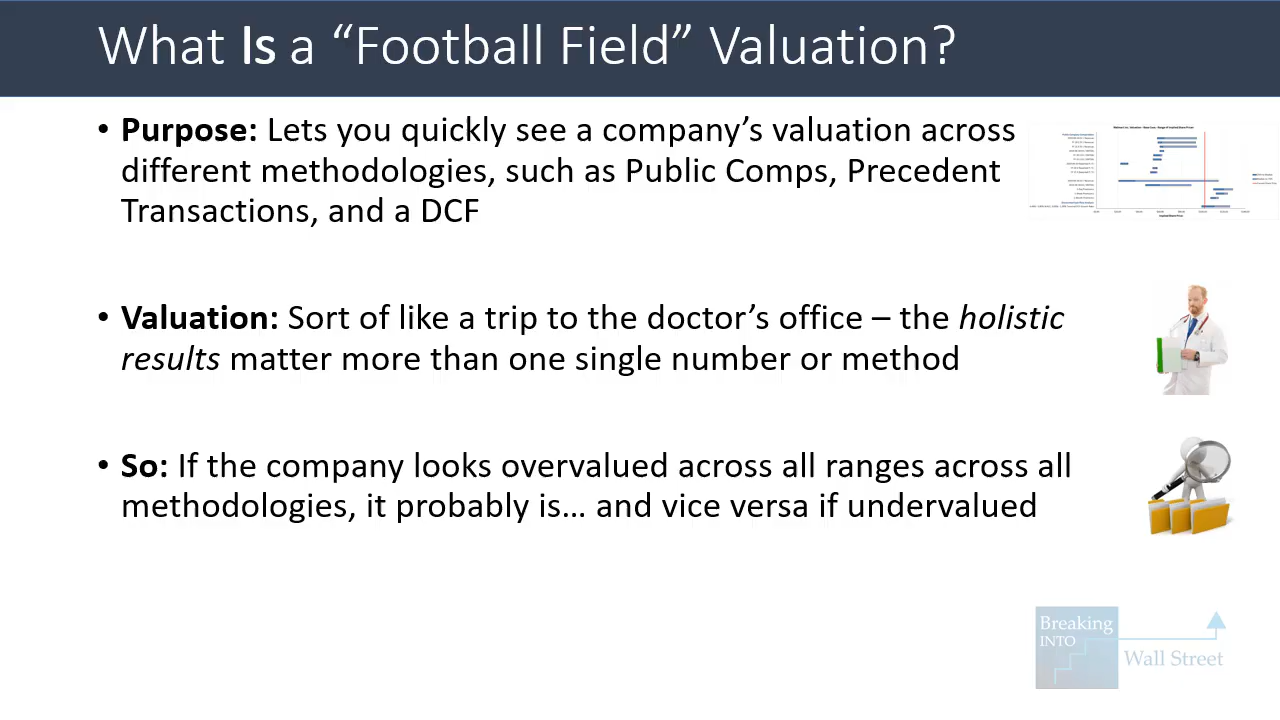 What Is a “Football Field” Valuation?
• Purpose: Lets you quickly see a company’s valuation across
different methodologies, such as Public Comps, Precedent
Transactions, and a DCF
• Valuation: Sort of like a trip to the doctor’s office – the holistic
results matter more than one single number or method
• So: If the company looks overvalued across all ranges across all
methodologies, it probably is… and vice versa if undervalued
Breaking
INTO
Wall Street